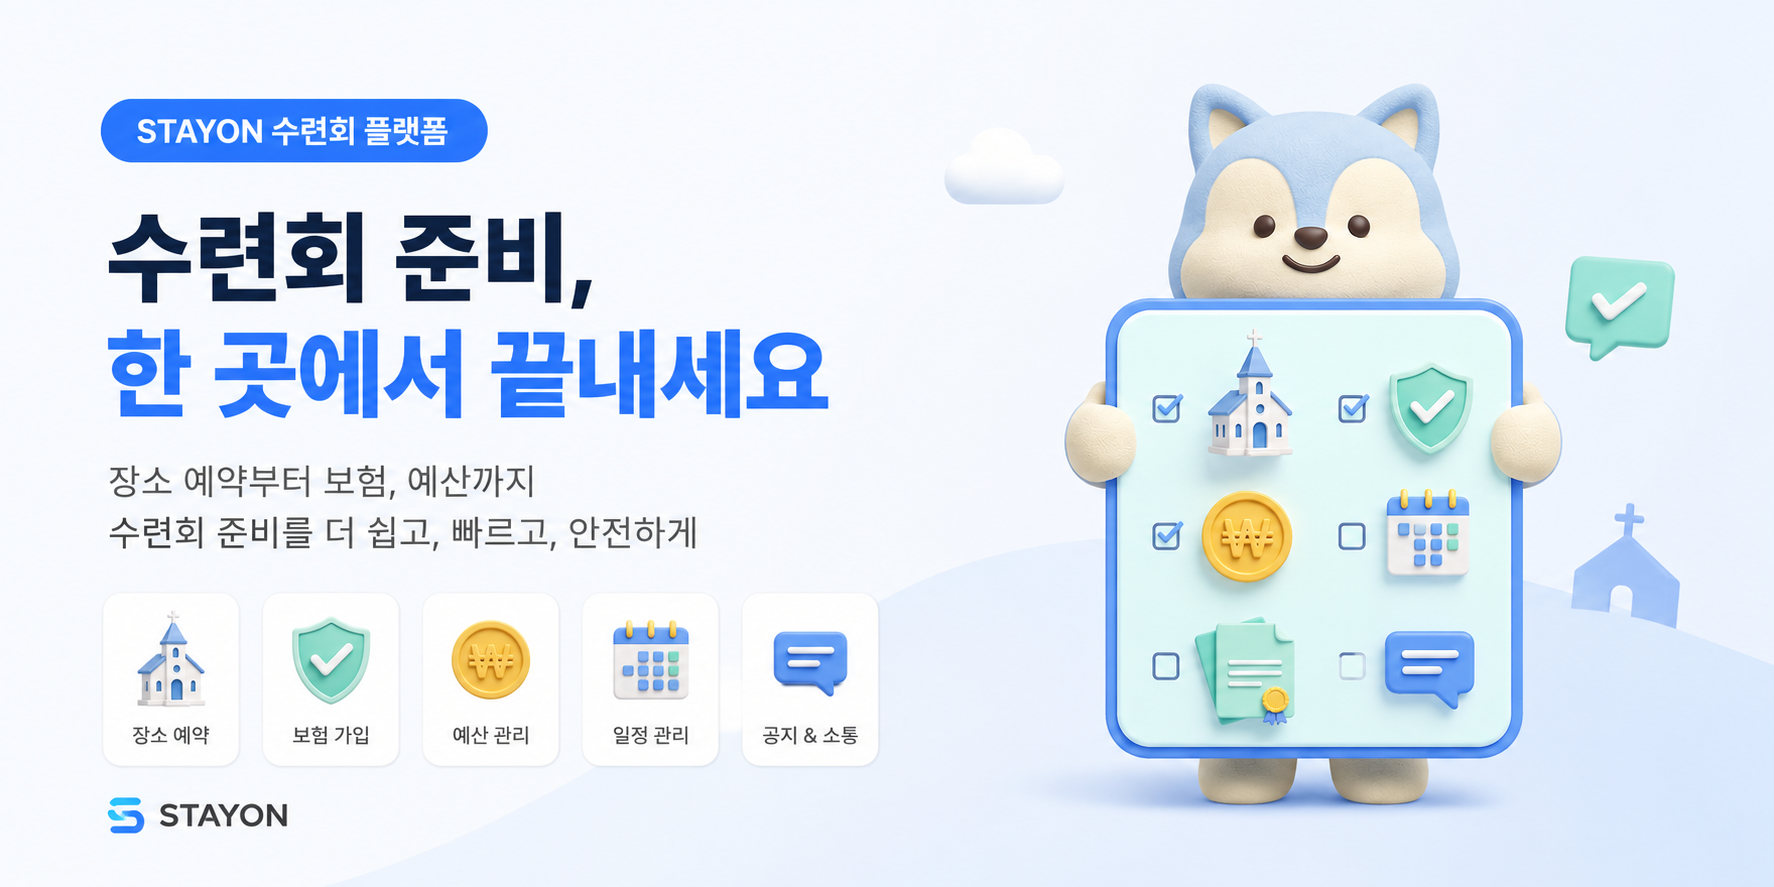 STAYON 수련회 플랫폼
수련회 준비,
한 곳에서 끝내세요
장소 예약부터 보험, 예산까지
수련회 준비를 더 쉽고, 빠르고, 안전하게
장소 예약
보험 가입
예산 관리
일정 관리
공지 & 소통
STAYON